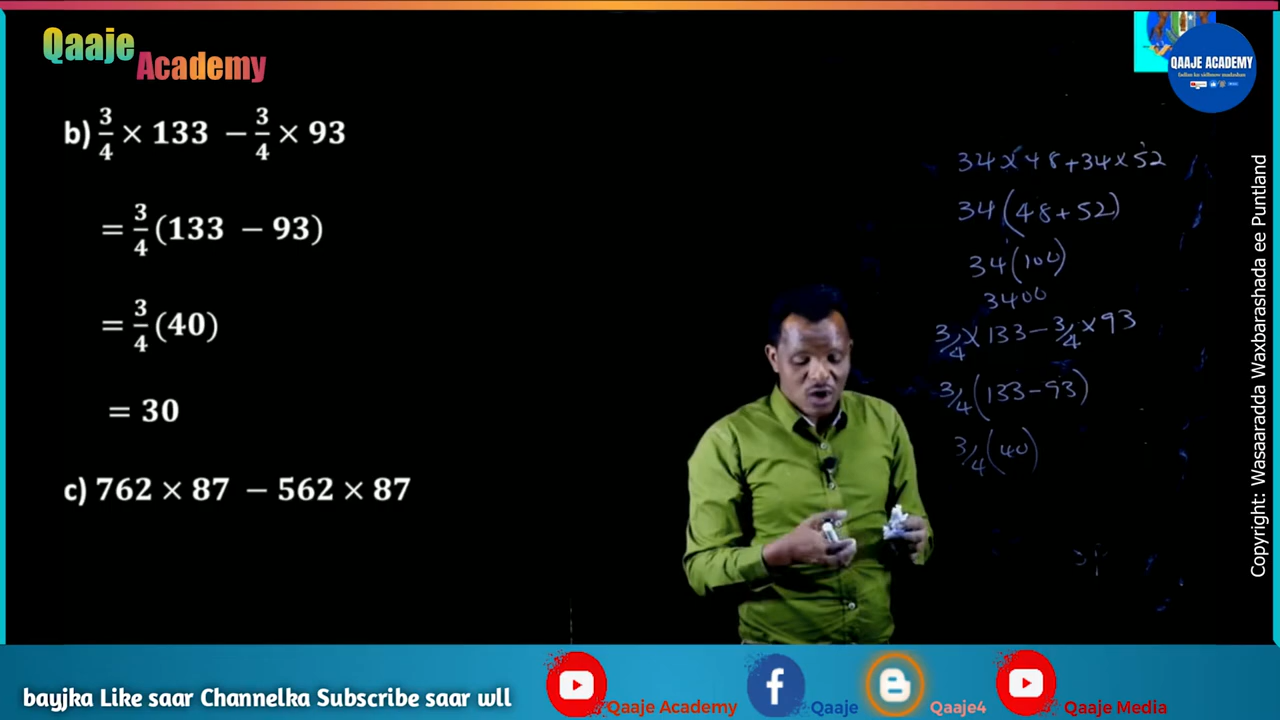 Qaaje
Academy
QAAJE ACADEMY
b) 3/4 × 133 − 3/4 × 93
= 3/4 (133 − 93)
= 3/4 (40)
= 30
c) 762 × 87 − 562 × 87
34×48+34×52
34(48+52)
34(100)
3400
3/4×133−3/4×93
3/4(133−93)
3/4(40)
Copyright: Wasaaradda Waxbarashada ee Puntland
bayjka Like saar Channelka Subscribe saar wll
Qaaje Academy
Qaaje
Qaaje4
Qaaje Media